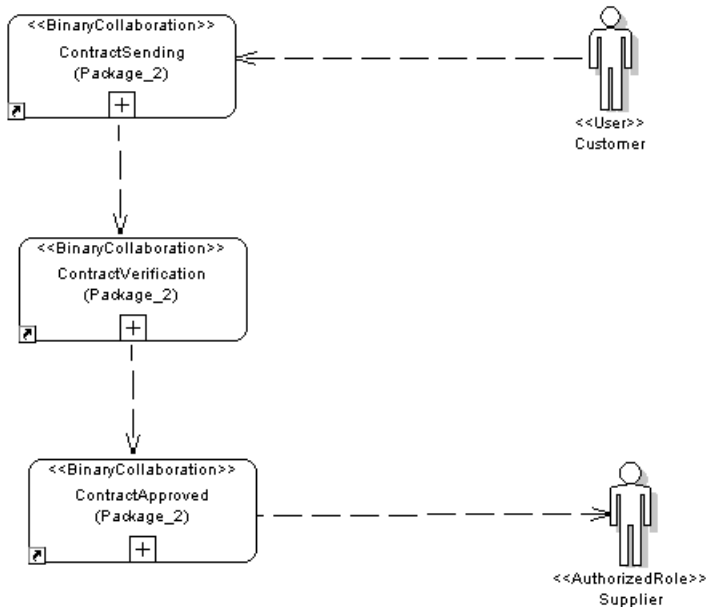 <<BinaryCollaboration>>
ContractSending
(Package_2)
<<User>>
Customer
<<BinaryCollaboration>>
ContractVerification
(Package_2)
<<BinaryCollaboration>>
ContractApproved
(Package_2)
<<AuthorizedRole>>
Supplier